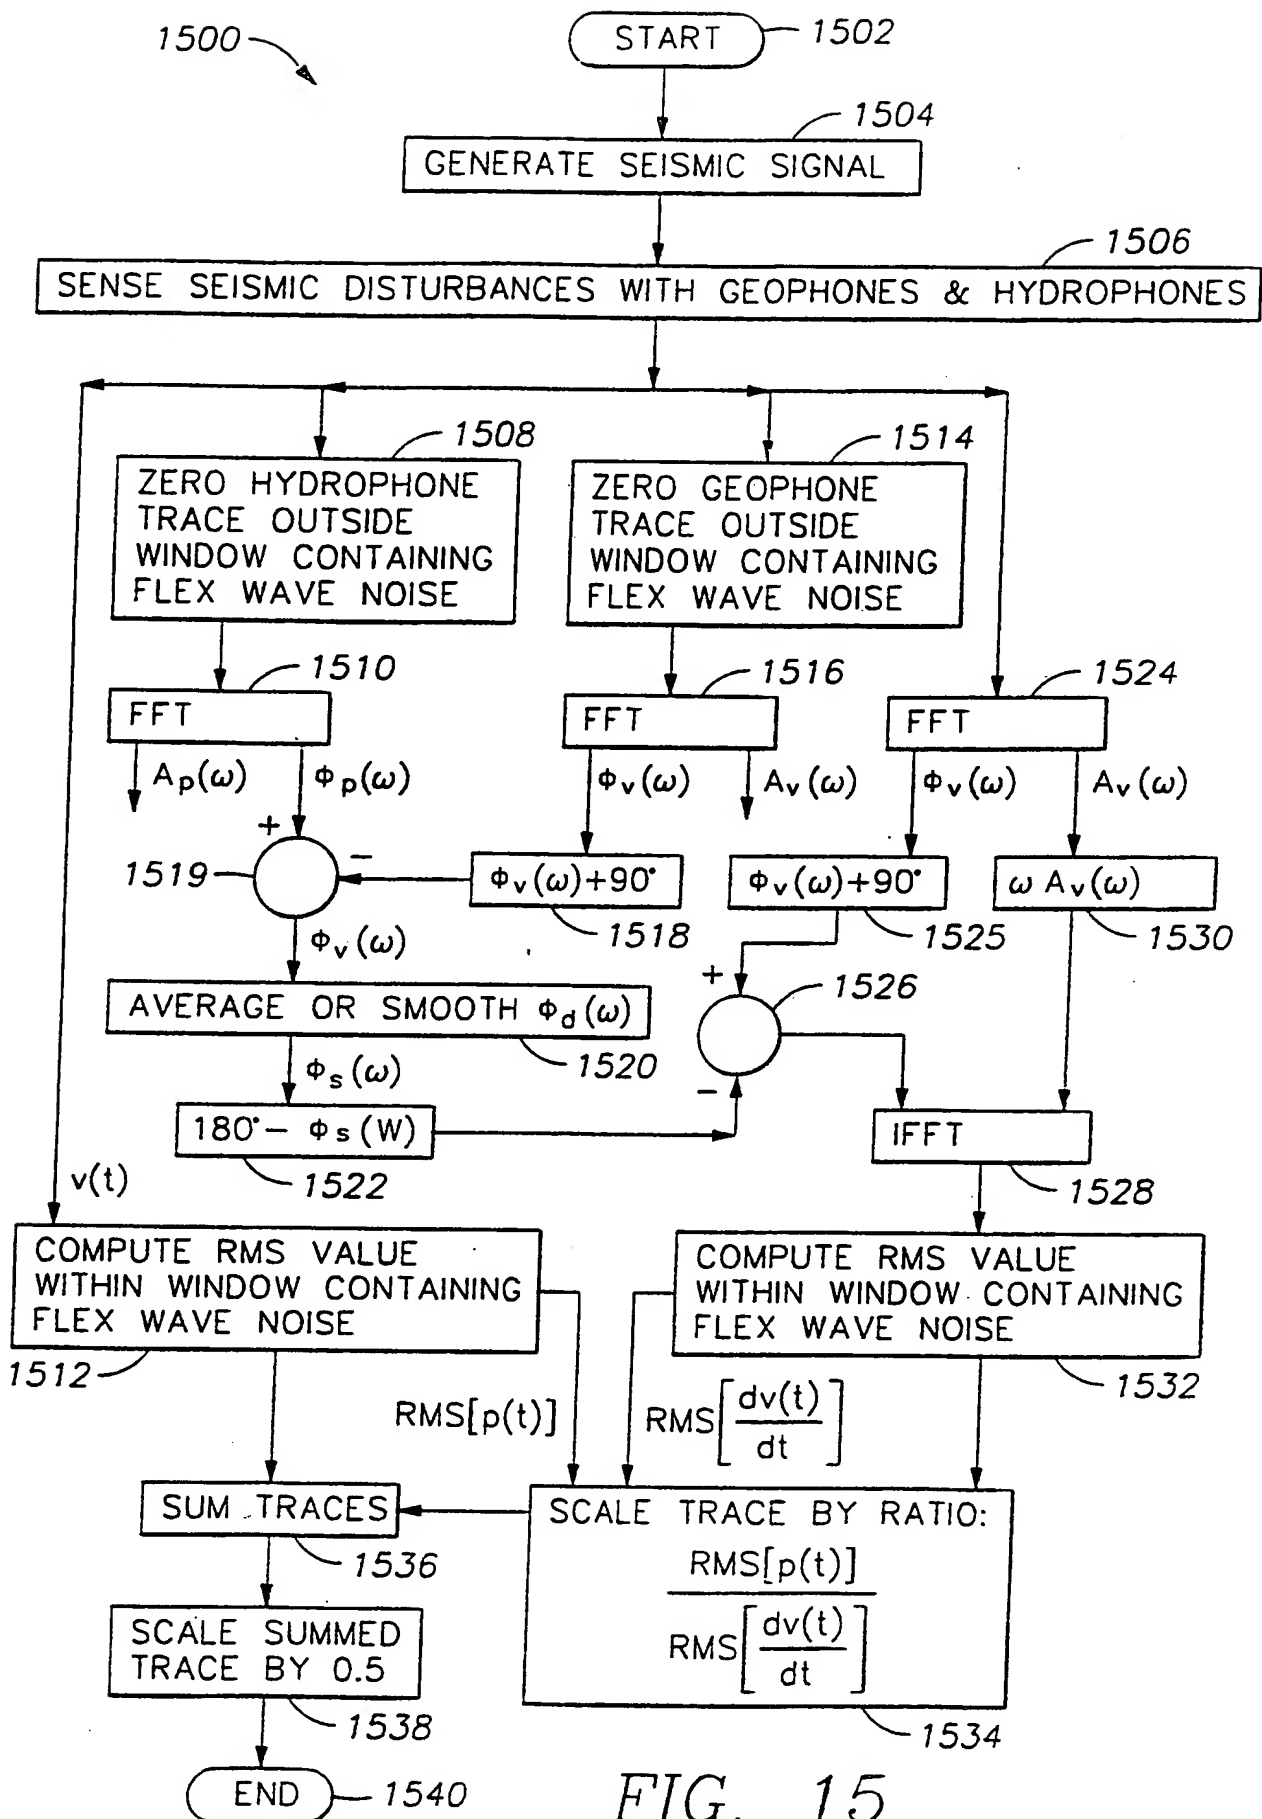 1500
START
1502
1504
GENERATE SEISMIC SIGNAL
1506
SENSE SEISMIC DISTURBANCES WITH GEOPHONES & HYDROPHONES
1508
ZERO HYDROPHONE
TRACE OUTSIDE
WINDOW CONTAINING
FLEX WAVE NOISE
1514
ZERO GEOPHONE
TRACE OUTSIDE
WINDOW CONTAINING
FLEX WAVE NOISE
1510
FFT
1516
FFT
1524
FFT
Ap(ω)
Φp(ω)
Φv(ω)
Av(ω)
Φv(ω)
Av(ω)
+
−
1519
Φv(ω)+90°
1518
Φv(ω)+90°
1525
ω Av(ω)
1530
Φv(ω)
AVERAGE OR SMOOTH Φd(ω)
1520
+
1526
−
Φs(ω)
180°− Φs(W)
1522
IFFT
1528
v(t)
COMPUTE RMS VALUE
WITHIN WINDOW CONTAINING
FLEX WAVE NOISE
1512
COMPUTE RMS VALUE
WITHIN WINDOW CONTAINING
FLEX WAVE NOISE
1532
RMS[p(t)]
RMS[dv(t)
dt]
SUM TRACES
1536
SCALE TRACE BY RATIO:
RMS[p(t)]
RMS[dv(t)
dt]
1534
SCALE SUMMED
TRACE BY 0.5
1538
END
1540
FIG. 15